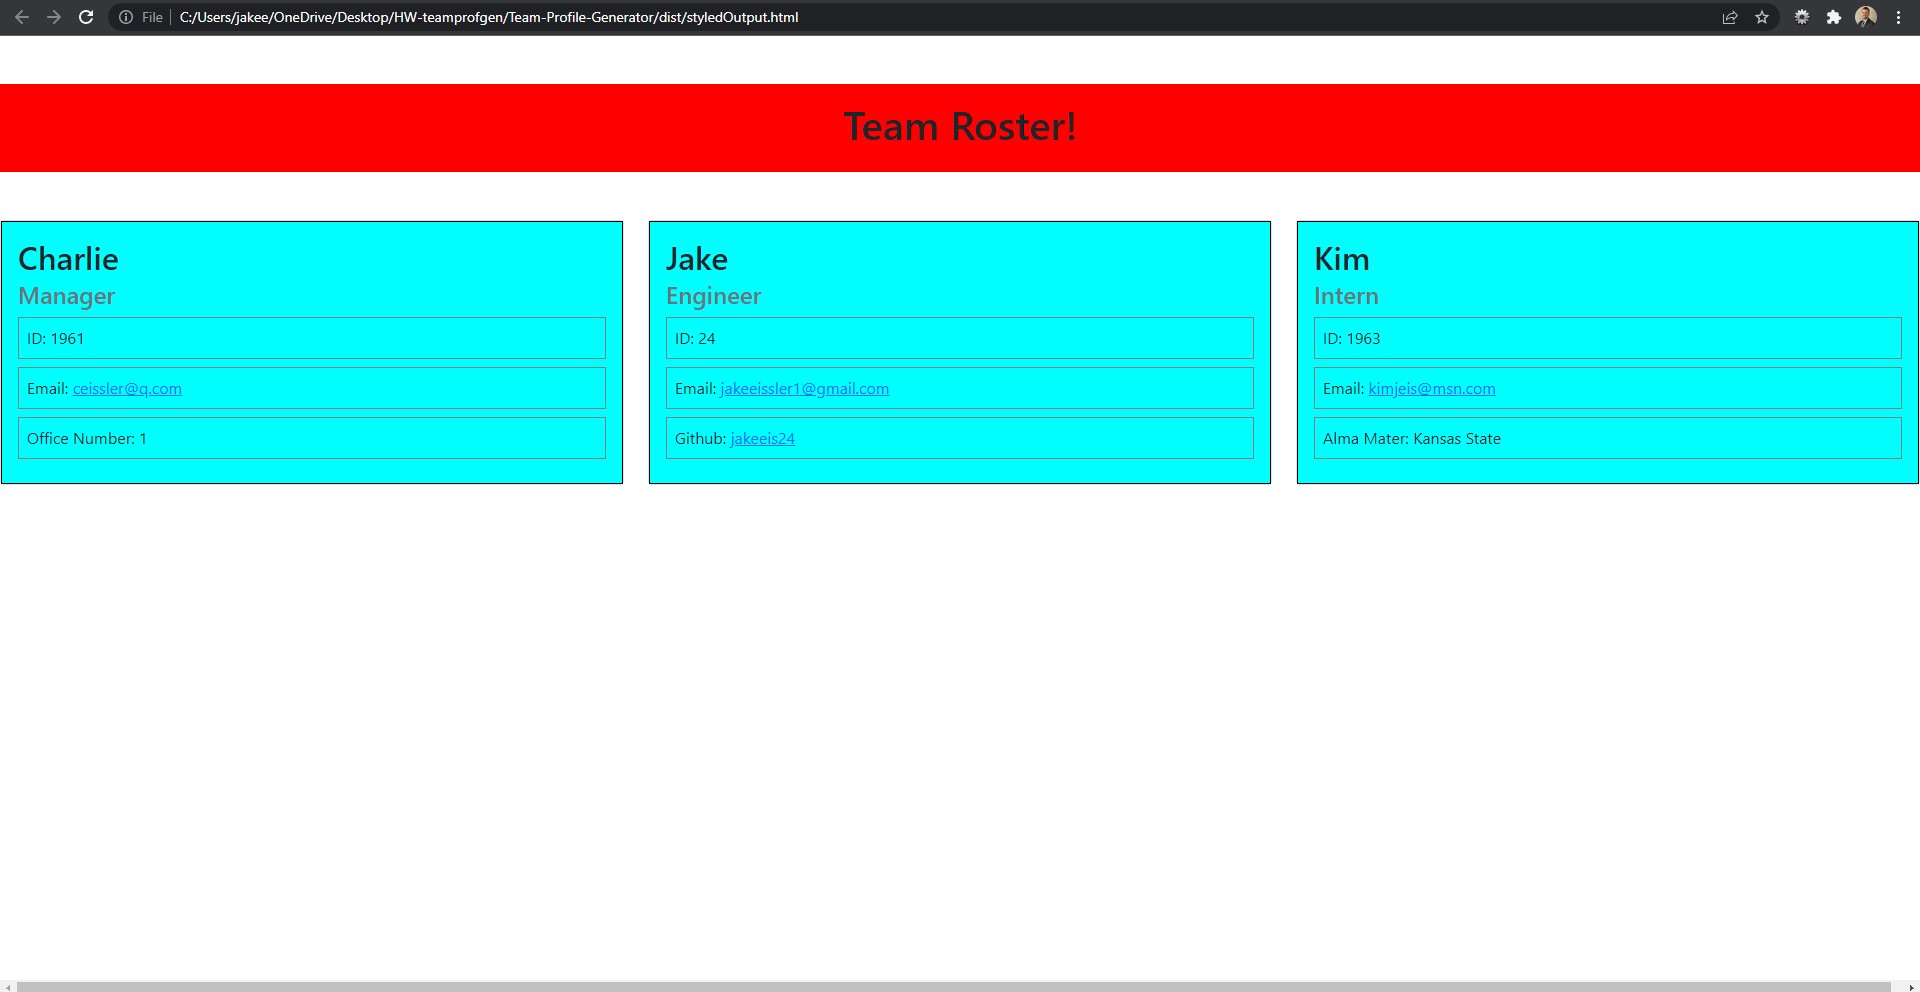 File C:/Users/jakee/OneDrive/Desktop/HW-teamprofgen/Team-Profile-Generator/dist/styledOutput.html
Team Roster!
Charlie
Manager
ID: 1961
Email: ceissler@q.com
Office Number: 1
Jake
Engineer
ID: 24
Email: jakeeissler1@gmail.com
Github: jakeeis24
Kim
Intern
ID: 1963
Email: kimjeis@msn.com
Alma Mater: Kansas State